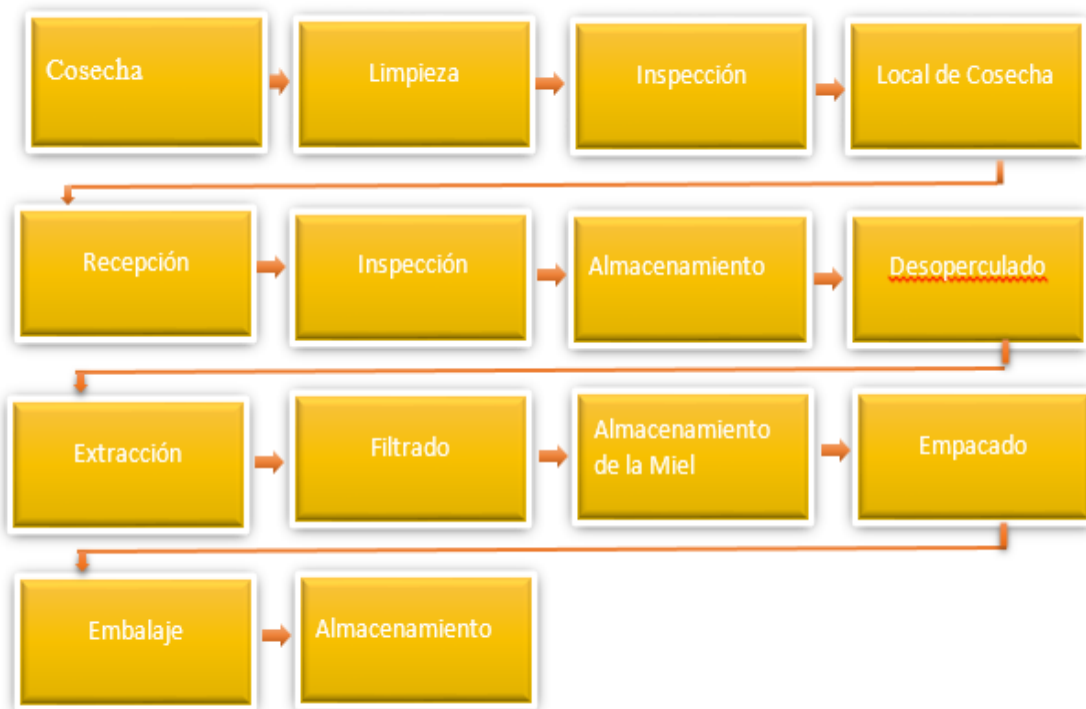 Cosecha
Limpieza
Inspección
Local de Cosecha
Recepción
Inspección
Almacenamiento
Desoperculado
Extracción
Filtrado
Almacenamiento
de la Miel
Empacado
Embalaje
Almacenamiento